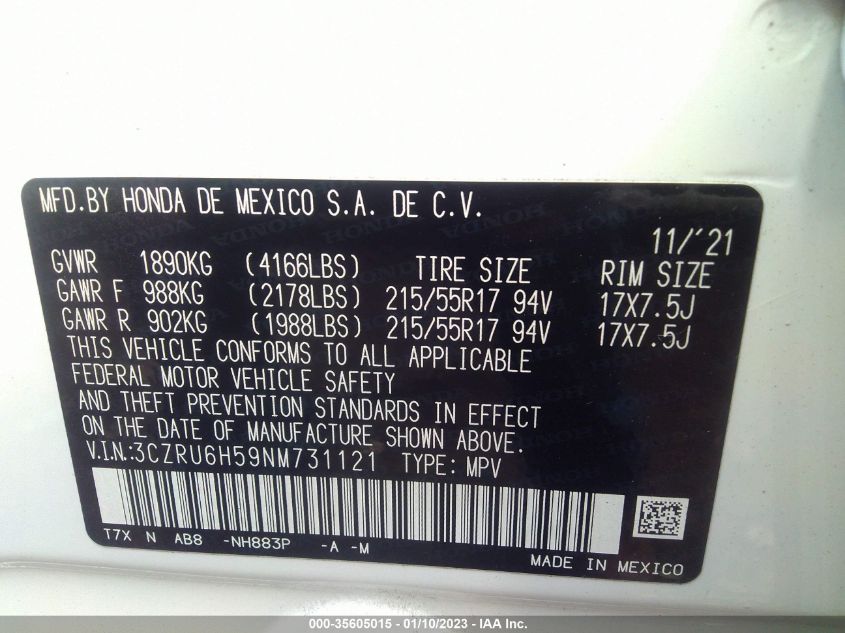 MFD.BY HONDA DE MEXICO S.A. DE C.V.
11/'21
GVWR 1890KG (4166LBS) TIRE SIZE RIM SIZE
GAWR F 988KG (2178LBS) 215/55R17 94V 17X7.5J
GAWR R 902KG (1988LBS) 215/55R17 94V 17X7.5J
THIS VEHICLE CONFORMS TO ALL APPLICABLE
FEDERAL MOTOR VEHICLE SAFETY
AND THEFT PREVENTION STANDARDS IN EFFECT
ON THE DATE OF MANUFACTURE SHOWN ABOVE.
V.I.N.:3CZRU6H59NM731121 TYPE: MPV
T7X N AB8 -NH883P -A -M
MADE IN MEXICO
000-35605015 - 01/10/2023 - IAA Inc.